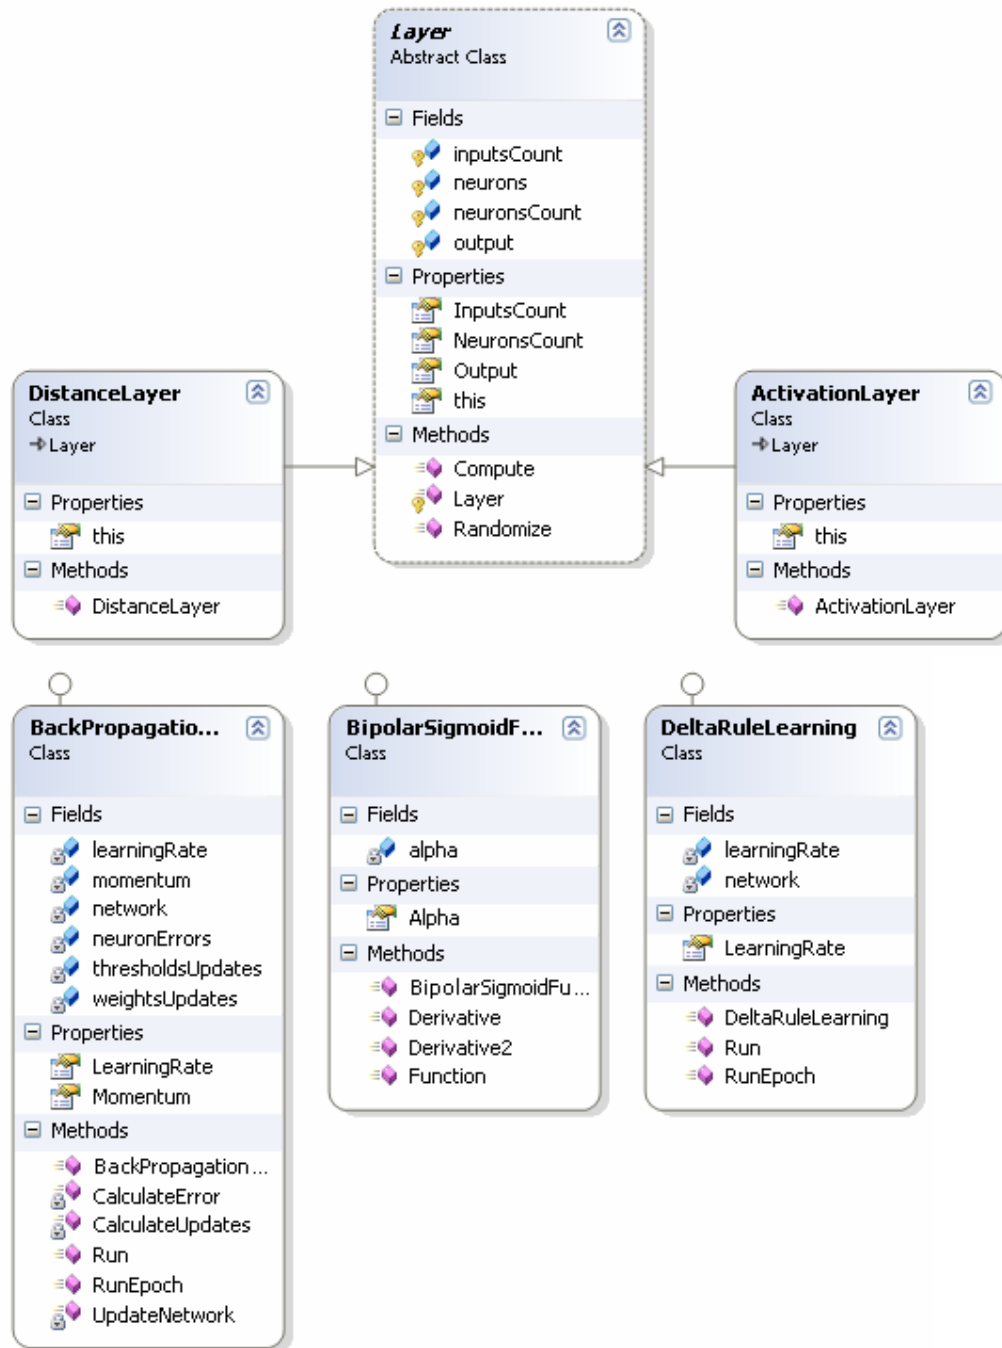 Layer
Abstract Class
Fields
inputsCount
neurons
neuronsCount
output
Properties
InputsCount
NeuronsCount
Output
this
Methods
Compute
Layer
Randomize
DistanceLayer
Class
Layer
Properties
this
Methods
DistanceLayer
ActivationLayer
Class
Layer
Properties
this
Methods
ActivationLayer
BackPropagatio...
Class
Fields
learningRate
momentum
network
neuronErrors
thresholdsUpdates
weightsUpdates
Properties
LearningRate
Momentum
Methods
BackPropagation...
CalculateError
CalculateUpdates
Run
RunEpoch
UpdateNetwork
BipolarSigmoidF...
Class
Fields
alpha
Properties
Alpha
Methods
BipolarSigmoidFu...
Derivative
Derivative2
Function
DeltaRuleLearning
Class
Fields
learningRate
network
Properties
LearningRate
Methods
DeltaRuleLearning
Run
RunEpoch